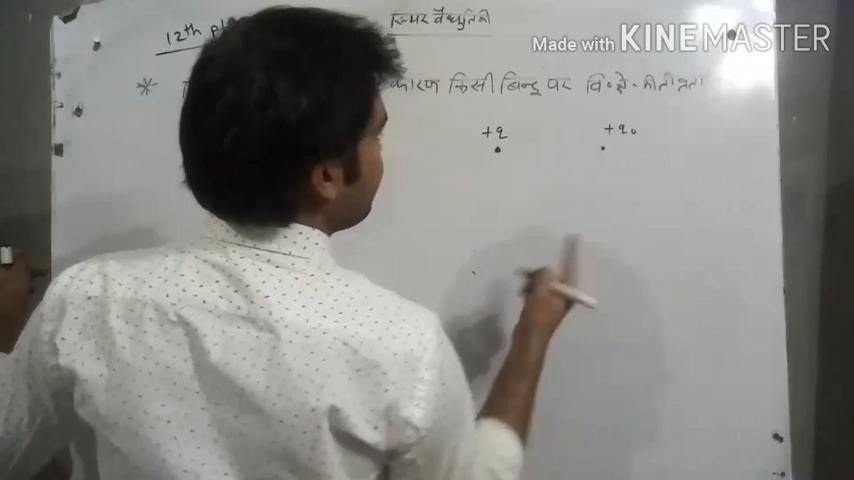 12th
स्थिर वैधुतिकी
Made with KINEMASTER
* कारण किसी बिन्दू पर वि॰ क्षे॰ की तीव्रता
+q +q₀